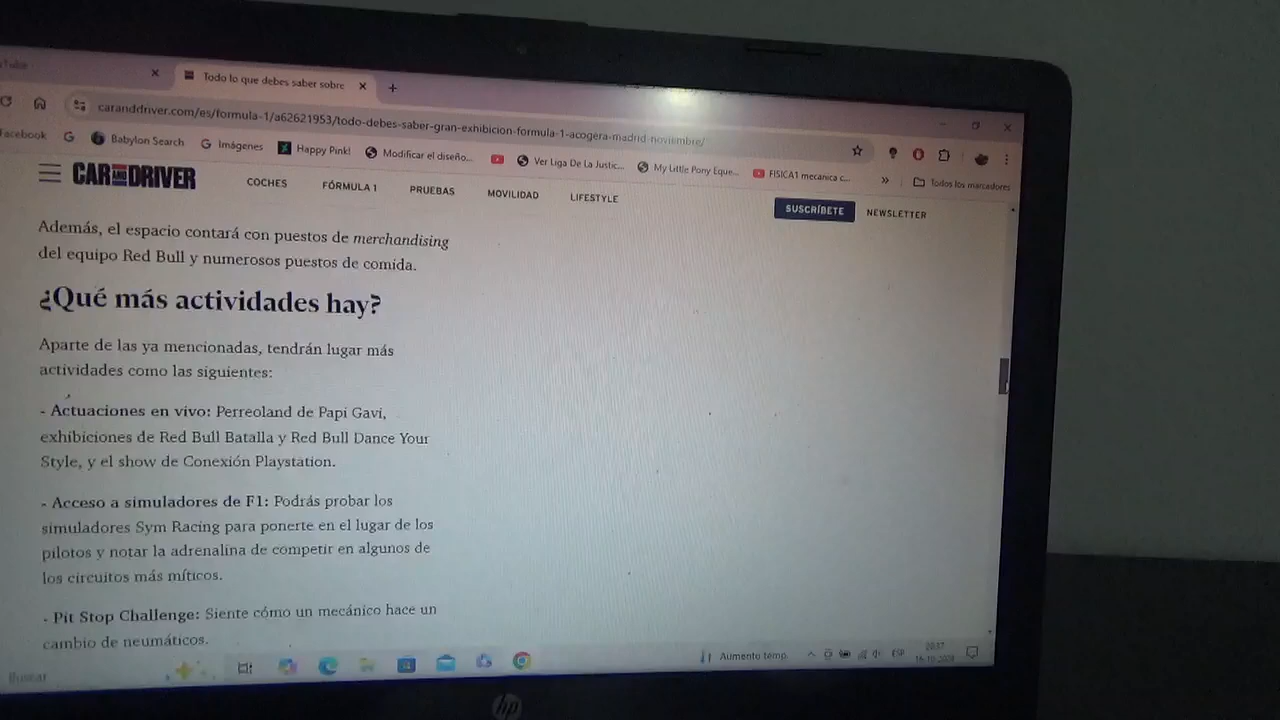 Todo lo que debes saber sobre
caranddriver.com/es/formula-1/a62621953/todo-debes-saber-gran-exhibicion-formula-1-acogera-madrid-noviembre/
Facebook
Babylon Search
Imágenes
Happy Pink!
Modificar el diseño...
Ver Liga De La Justic...
My Little Pony Eque...
FISICA1 mecanica c...
»
Todos los marcadores
CAR AND DRIVER
COCHES
FÓRMULA 1
PRUEBAS
MOVILIDAD
LIFESTYLE
SUSCRÍBETE
NEWSLETTER
Además, el espacio contará con puestos de merchandising
del equipo Red Bull y numerosos puestos de comida.
¿Qué más actividades hay?
Aparte de las ya mencionadas, tendrán lugar más
actividades como las siguientes:
- Actuaciones en vivo: Perreoland de Papi Gavi,
exhibiciones de Red Bull Batalla y Red Bull Dance Your
Style, y el show de Conexión Playstation.
- Acceso a simuladores de F1: Podrás probar los
simuladores Sym Racing para ponerte en el lugar de los
pilotos y notar la adrenalina de competir en algunos de
los circuitos más míticos.
- Pit Stop Challenge: Siente cómo un mecánico hace un
cambio de neumáticos.
Buscar
Aumento temp.
ESP
20:37
hp